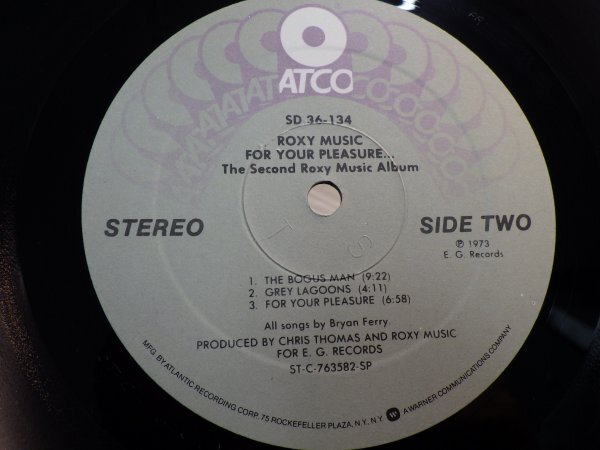 ATCO
SD 36-134
ROXY MUSIC
FOR YOUR PLEASURE...
The Second Roxy Music Album
STEREO
SIDE TWO
℗ 1973
E. G. Records
1. THE BOGUS MAN (9:22)
2. GREY LAGOONS (4:11)
3. FOR YOUR PLEASURE (6:58)
All songs by Bryan Ferry
PRODUCED BY CHRIS THOMAS AND ROXY MUSIC
FOR E. G. RECORDS
ST-C-763582-SP
MFG. BY ATLANTIC RECORDING CORP. 75 ROCKEFELLER PLAZA, N.Y., N.Y. A WARNER COMMUNICATIONS COMPANY